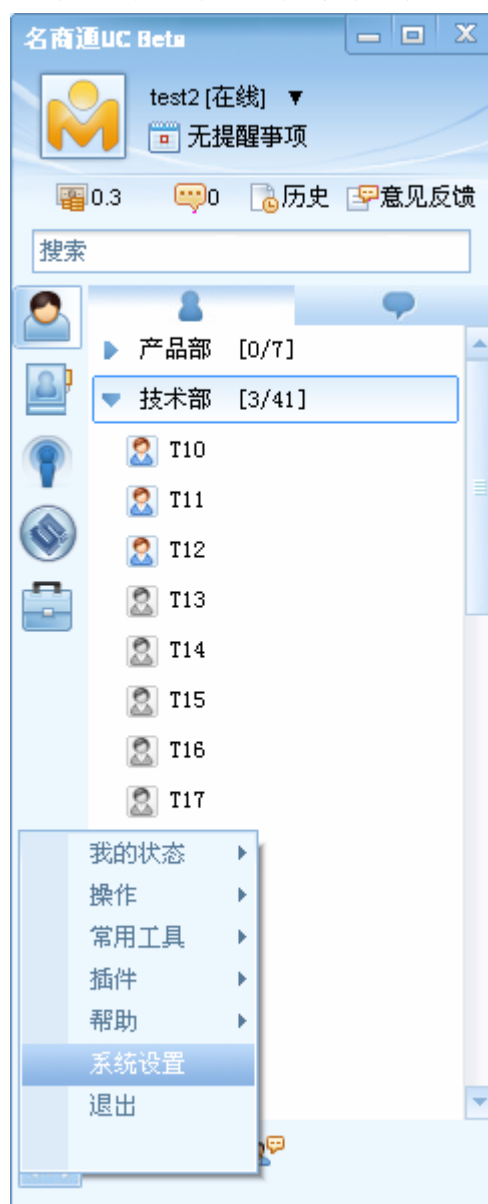 名商通UC Beta
test2 [在线] ▼
无提醒事项
0.3 0 历史 意见反馈
搜索
产品部 [0/7]
技术部 [3/41]
T10
T11
T12
T13
T14
T15
T16
T17
我的状态
操作
常用工具
插件
帮助
系统设置
退出